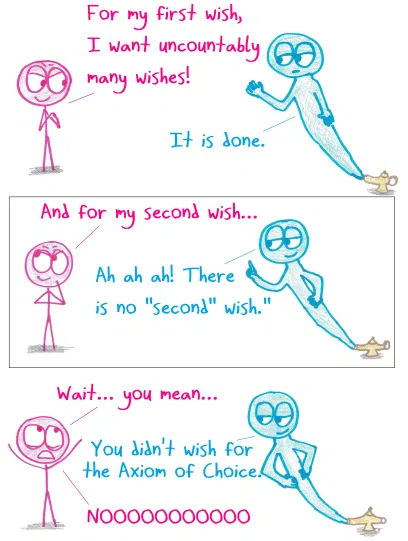 For my first wish,
I want uncountably
many wishes!
It is done.
And for my second wish...
Ah ah ah! There
is no "second" wish."
Wait... you mean...
You didn't wish for
the Axiom of Choice.
NOOOOOOOOOOO